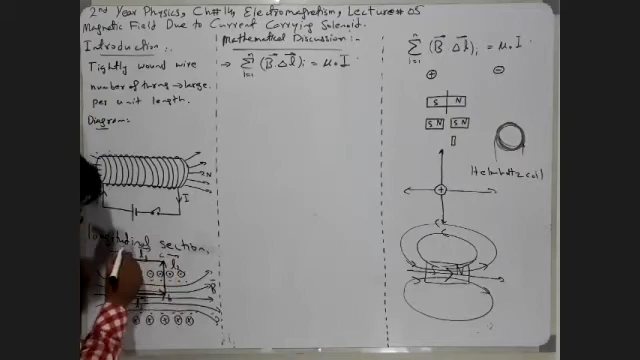 2nd Year Physics, Ch#14, Electromagnetism, Lecture # 05
Magnetic Field Due to Current Carrying Solenoid.
Introduction:
Tightly wound wire
number of turns → large.
per unit length.
Diagram:
N
I
longitudinal section.
l₂
b
Mathematical Discussion:
→ n∑i=1 (B⃗. Δl⃗)i = μ₀ I
n∑i=1 (B⃗ Δl⃗)i = μ₀ I
⊕ ⊖
S N
S N S N
Helmholtz coil
+
S N